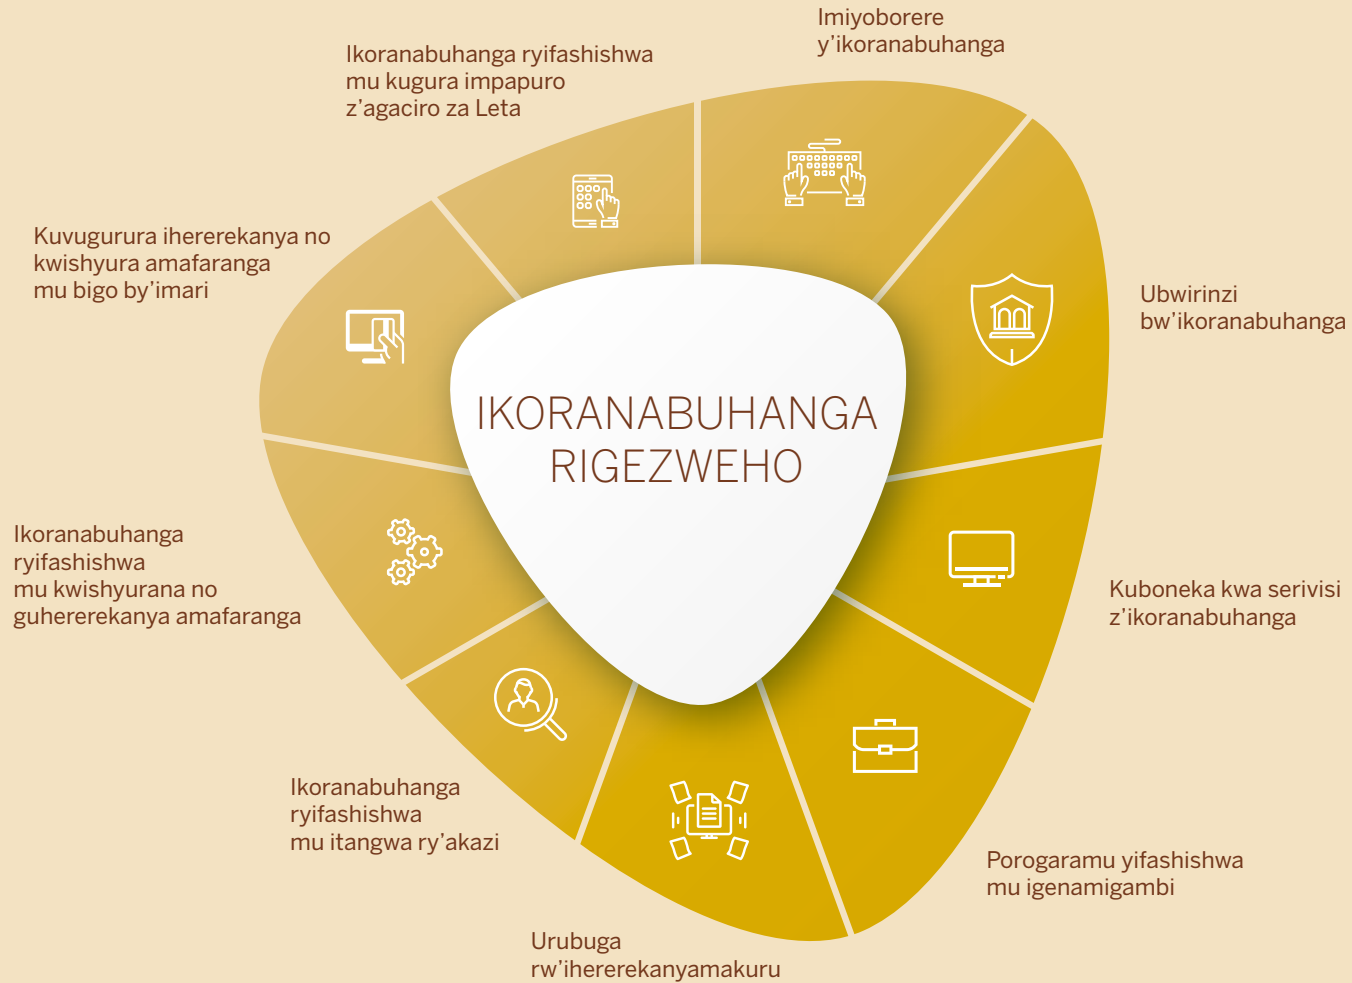 Imiyoborere
y'ikoranabuhanga
Ikoranabuhanga ryifashishwa
mu kugura impapuro
z'agaciro za Leta
Kuvugurura ihererekanya no
kwishyura amafaranga
mu bigo by'imari
Ubwirinzi
bw'ikoranabuhanga
IKORANABUHANGA
RIGEZWEHO
Ikoranabuhanga
ryifashishwa
mu kwishyurana no
guhererekanya amafaranga
Kuboneka kwa serivisi
z'ikoranabuhanga
Ikoranabuhanga
ryifashishwa
mu itangwa ry'akazi
Porogaramu yifashishwa
mu igenamigambi
Urubuga
rw'ihererekanyamakuru